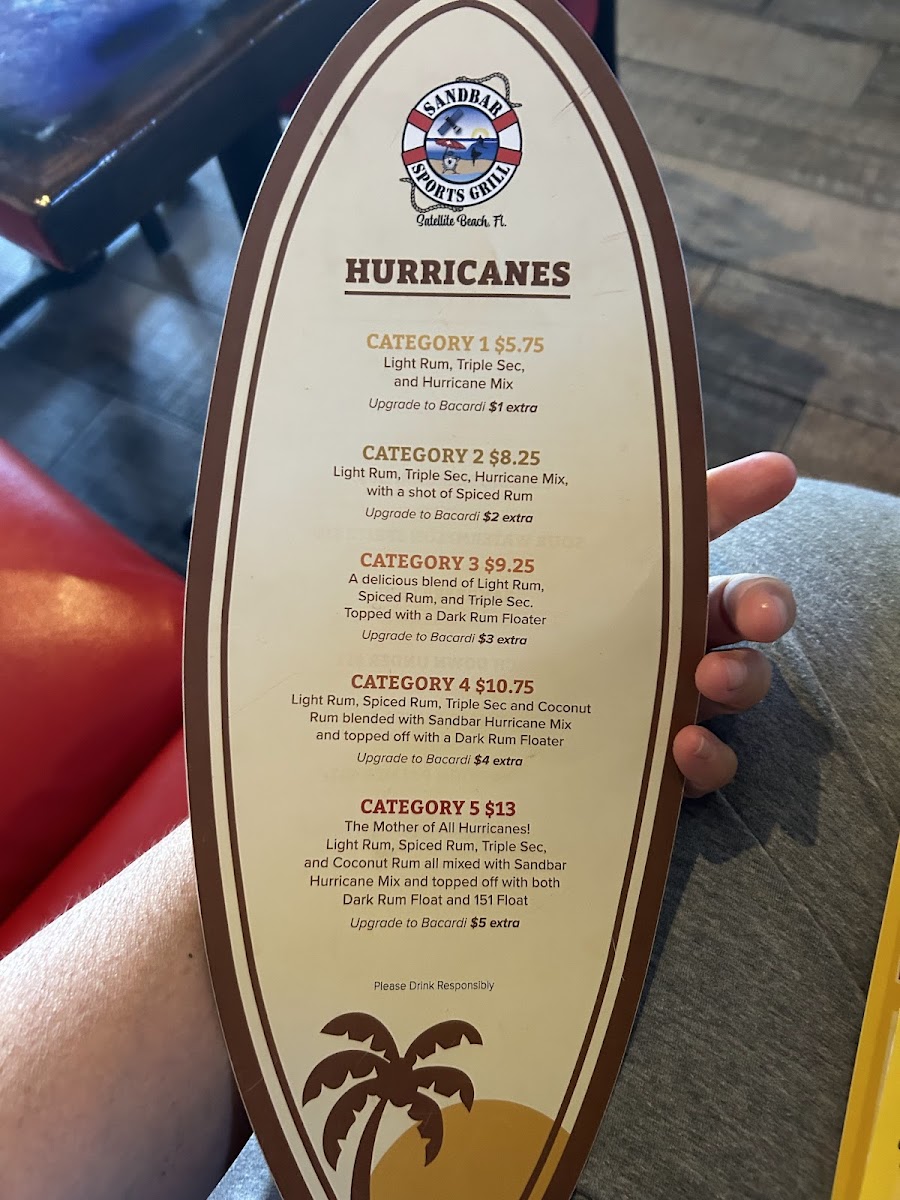 SANDBAR
SPORTS GRILL
Satellite Beach, FL.
HURRICANES
CATEGORY 1 $5.75
Light Rum, Triple Sec,
and Hurricane Mix
Upgrade to Bacardi $1 extra
CATEGORY 2 $8.25
Light Rum, Triple Sec, Hurricane Mix,
with a shot of Spiced Rum
Upgrade to Bacardi $2 extra
CATEGORY 3 $9.25
A delicious blend of Light Rum,
Spiced Rum, and Triple Sec.
Topped with a Dark Rum Floater
Upgrade to Bacardi $3 extra
CATEGORY 4 $10.75
Light Rum, Spiced Rum, Triple Sec and Coconut
Rum blended with Sandbar Hurricane Mix
and topped off with a Dark Rum Floater
Upgrade to Bacardi $4 extra
CATEGORY 5 $13
The Mother of All Hurricanes!
Light Rum, Spiced Rum, Triple Sec,
and Coconut Rum all mixed with Sandbar
Hurricane Mix and topped off with both
Dark Rum Float and 151 Float
Upgrade to Bacardi $5 extra
Please Drink Responsibly